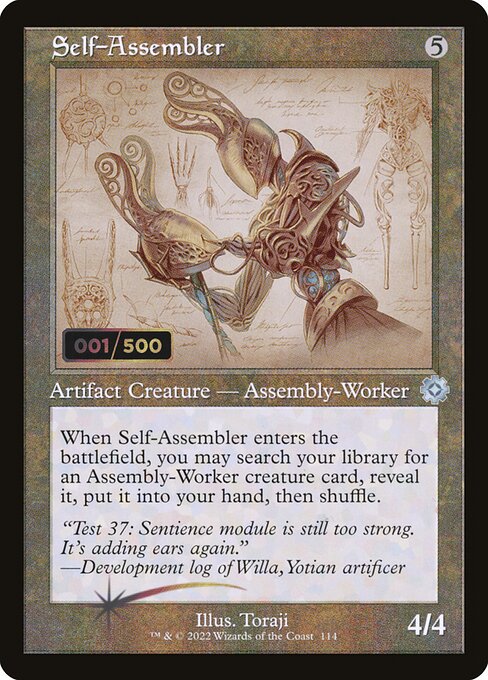 Self-Assembler 5
001/500
Artifact Creature — Assembly-Worker
When Self-Assembler enters the
battlefield, you may search your library for
an Assembly-Worker creature card, reveal
it, put it into your hand, then shuffle.
“Test 37: Sentience module is still too strong.
It’s adding ears again.”
—Development log of Willa, Yotian artificer
Illus. Toraji
4/4
™ & © 2022 Wizards of the Coast 114